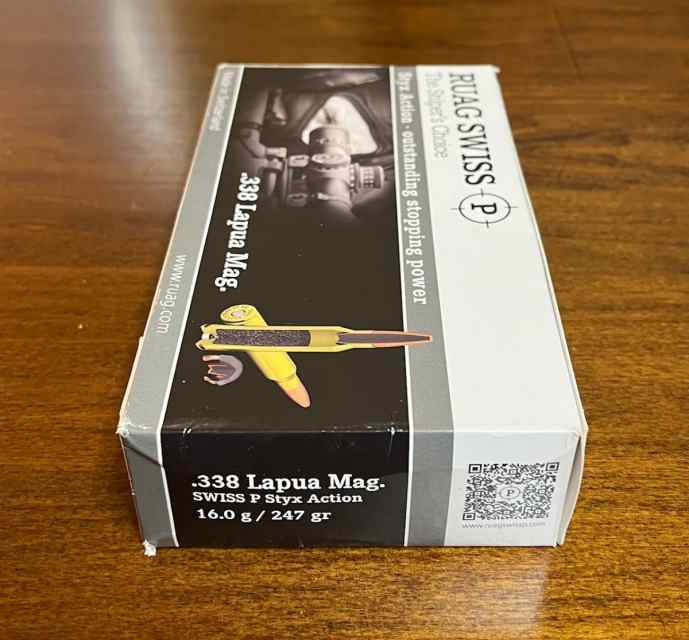 RUAG SWISS P
The Sniper's Choice
Styx Action - outstanding stopping power
.338 Lapua Mag.
www.ruag.com
Made in Switzerland
.338 Lapua Mag.
SWISS P Styx Action
16.0 g / 247 gr
P
www.ruagswissp.com